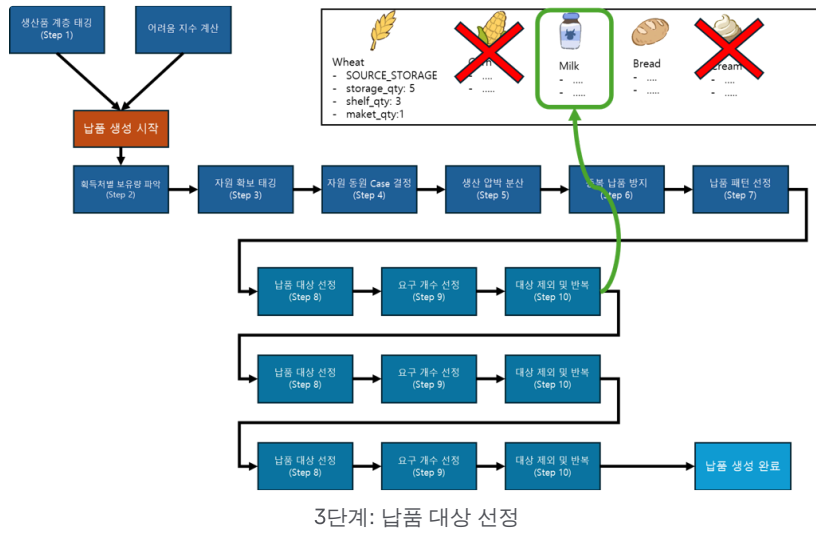 생산품 계층 태깅
(Step 1)
어려움 지수 계산
납품 생성 시작
Wheat
- SOURCE_STORAGE
- storage_qty: 5
- shelf_qty: 3
- maket_qty:1
- ....
- .....
Milk
- ....
- .....
Bread
- ....
- .....
Cream
- ....
- .....
획득처별 보유량 파악
(Step 2)
자원 확보 태깅
(Step 3)
자원 동원 Case 결정
(Step 4)
생산 압박 분산
(Step 5)
중복 납품 방지
(Step 6)
납품 패턴 선정
(Step 7)
납품 대상 선정
(Step 8)
요구 개수 선정
(Step 9)
대상 제외 및 반복
(Step 10)
납품 대상 선정
(Step 8)
요구 개수 선정
(Step 9)
대상 제외 및 반복
(Step 10)
납품 대상 선정
(Step 8)
요구 개수 선정
(Step 9)
대상 제외 및 반복
(Step 10)
납품 생성 완료
3단계: 납품 대상 선정